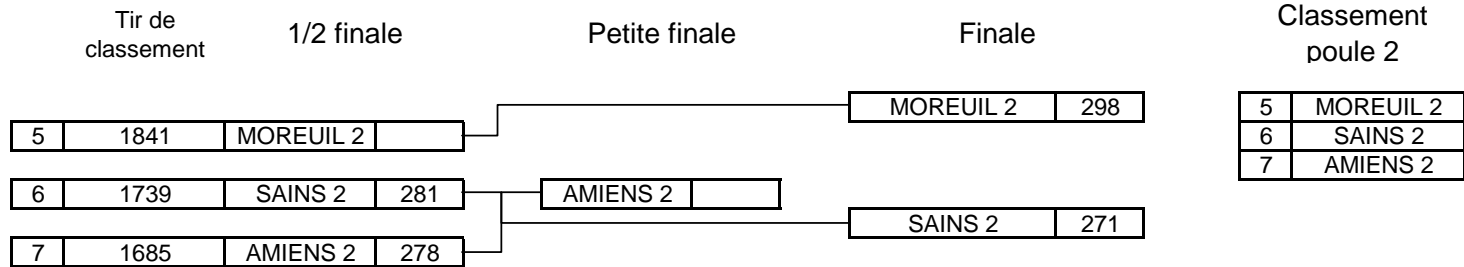 Tir de classement
1/2 finale
Petite finale
Finale
Classement poule 2
MOREUIL 2 298
5 MOREUIL 2
5 1841 MOREUIL 2
6 SAINS 2
7 AMIENS 2
6 1739 SAINS 2 281
AMIENS 2
SAINS 2 271
7 1685 AMIENS 2 278